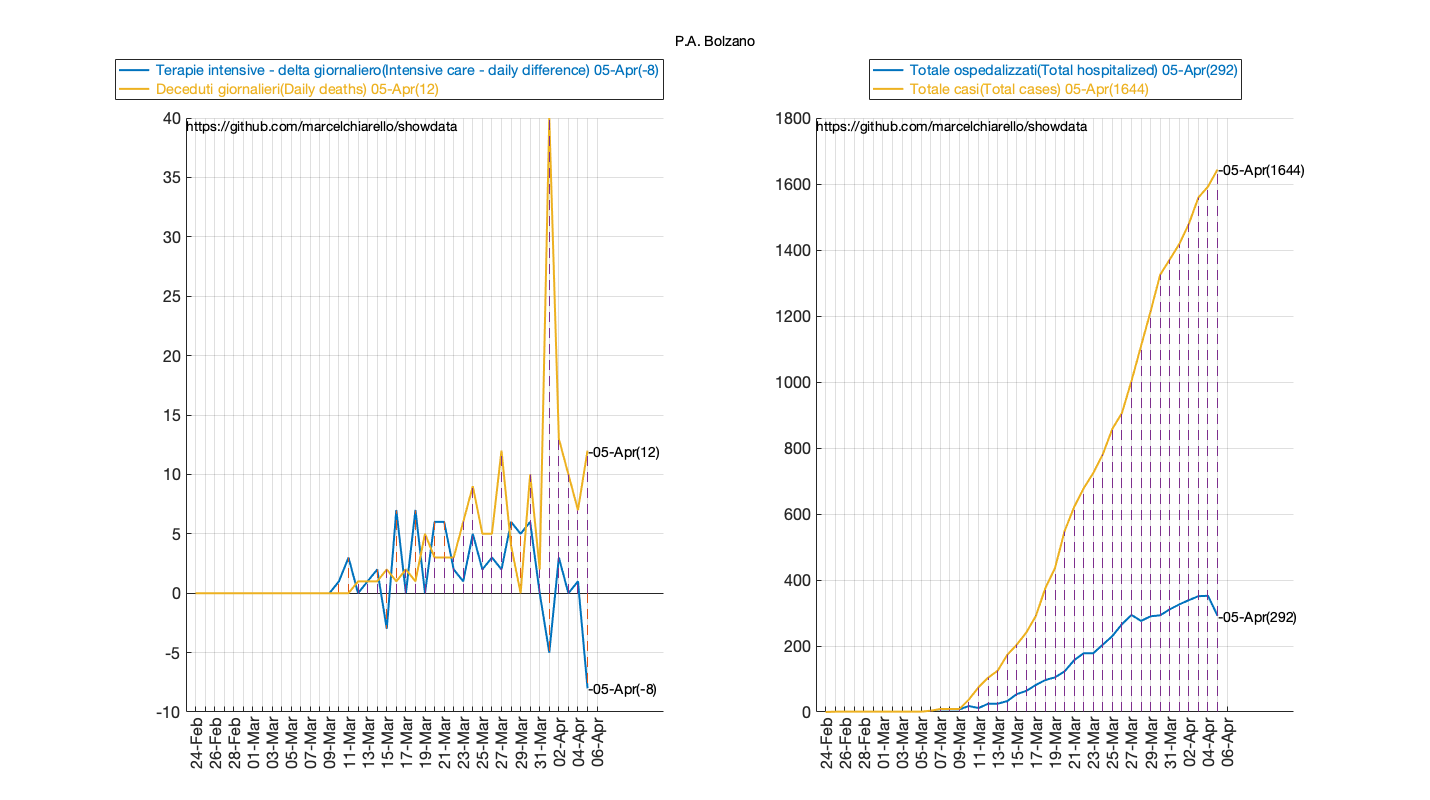 P.A. Bolzano
Terapie intensive - delta giornaliero(Intensive care - daily difference) 05-Apr(-8)
Deceduti giornalieri(Daily deaths) 05-Apr(12)
https://github.com/marcelchiarello/showdata
40
35
30
25
20
15
10
5
0
-5
-10
-05-Apr(12)
-05-Apr(-8)
24-Feb
26-Feb
28-Feb
01-Mar
03-Mar
05-Mar
07-Mar
09-Mar
11-Mar
13-Mar
15-Mar
17-Mar
19-Mar
21-Mar
23-Mar
25-Mar
27-Mar
29-Mar
31-Mar
02-Apr
04-Apr
06-Apr
Totale ospedalizzati(Total hospitalized) 05-Apr(292)
Totale casi(Total cases) 05-Apr(1644)
https://github.com/marcelchiarello/showdata
1800
1600
1400
1200
1000
800
600
400
200
0
-05-Apr(1644)
-05-Apr(292)
24-Feb
26-Feb
28-Feb
01-Mar
03-Mar
05-Mar
07-Mar
09-Mar
11-Mar
13-Mar
15-Mar
17-Mar
19-Mar
21-Mar
23-Mar
25-Mar
27-Mar
29-Mar
31-Mar
02-Apr
04-Apr
06-Apr